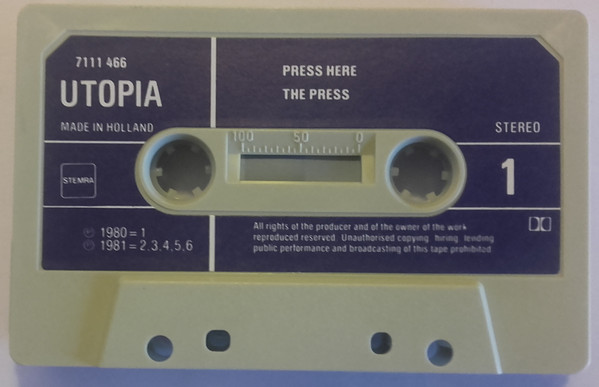 7111 466
UTOPIA
MADE IN HOLLAND
PRESS HERE
THE PRESS
STEREO
100 50 0
STEMRA
1
Ⓟ 1980 = 1
Ⓟ 1981 = 2,3,4,5,6
All rights of the producer and of the owner of the work
reproduced reserved. Unauthorised copying hiring lending
public performance and broadcasting of this tape prohibited